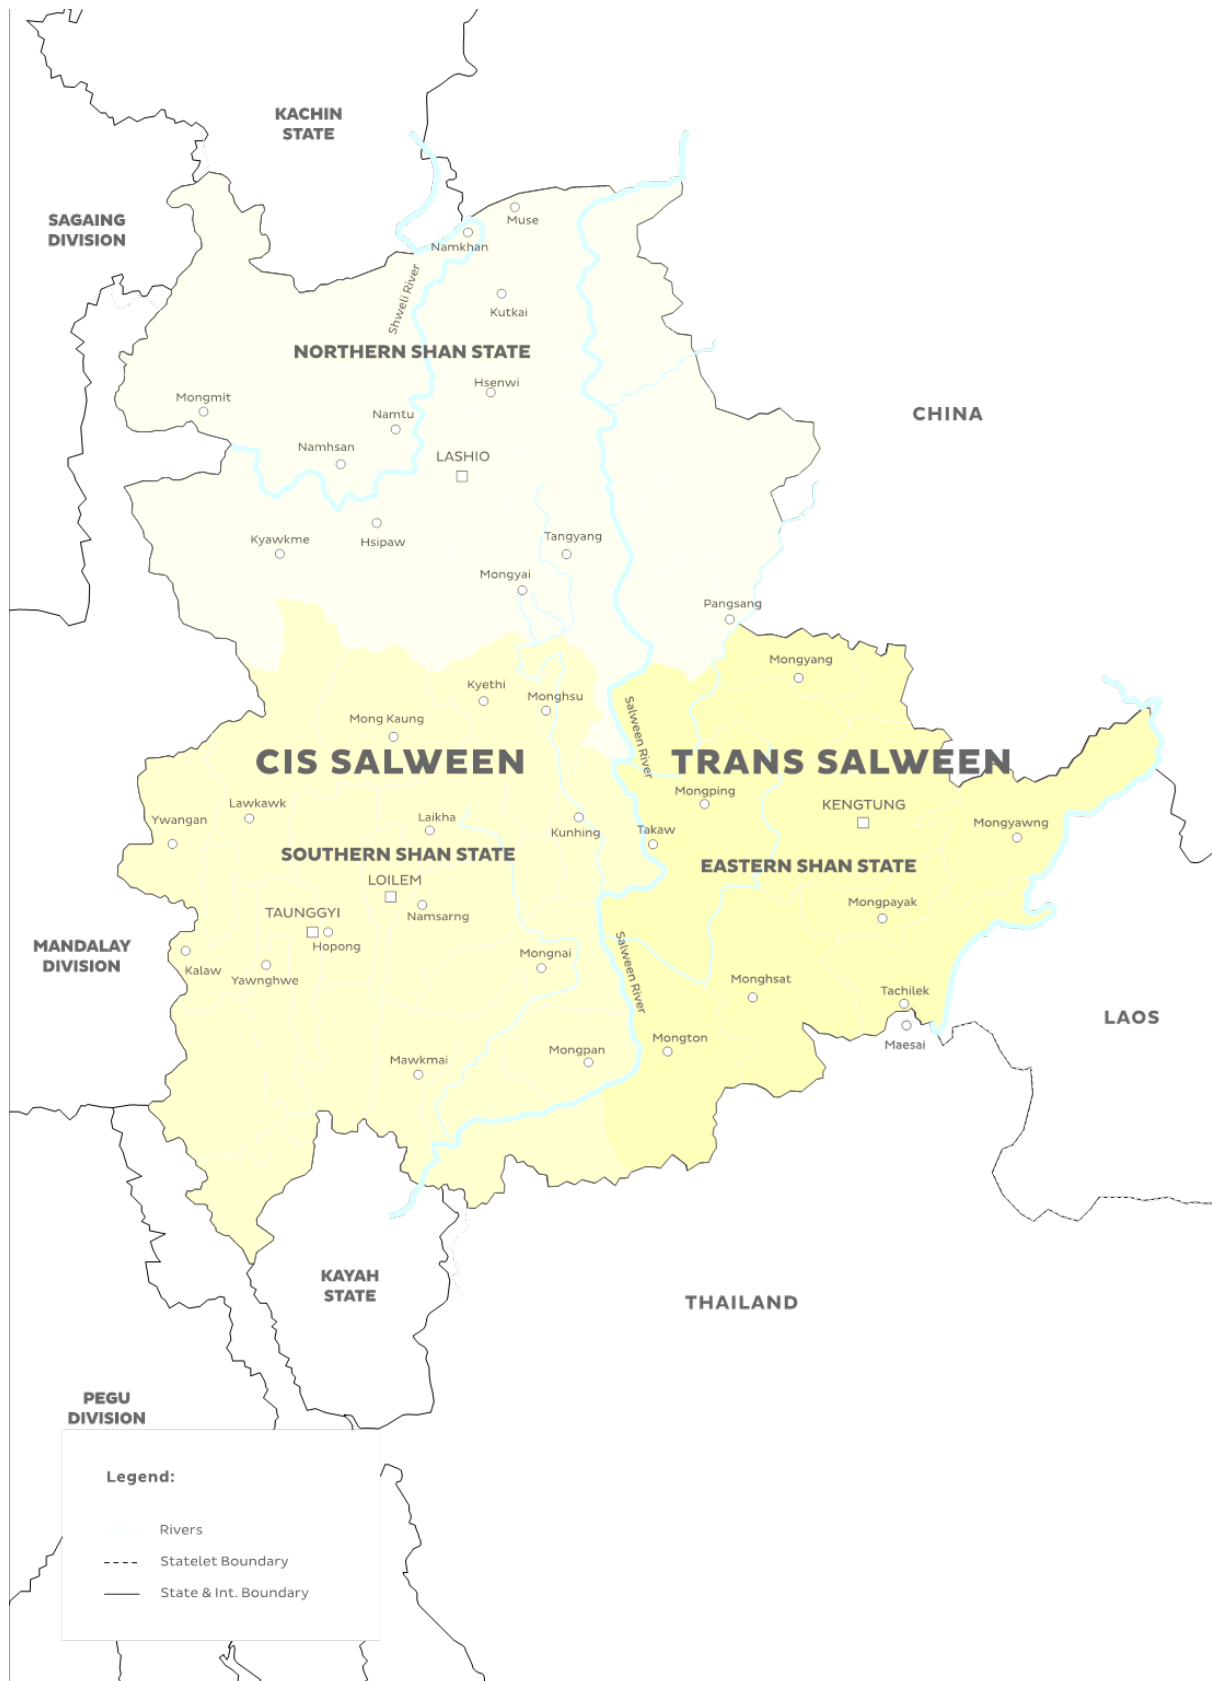 KACHIN
STATE
SAGAING
DIVISION
Muse
Namkhan
Shweli River
Kutkai
NORTHERN SHAN STATE
Hsenwi
Mongmit
Namtu
CHINA
Namhsan
LASHIO
Kyawkme
Hsipaw
Tangyang
Mongyai
Pangsang
Mongyang
Kyethi
Monghsu
Mong Kaung
Salween River
CIS SALWEEN
TRANS SALWEEN
Mongping
Lawkawk
KENGTUNG
Ywangan
Laikha
Kunhing
Takaw
Mongyawng
SOUTHERN SHAN STATE
EASTERN SHAN STATE
LOILEM
Mongpayak
TAUNGGYI
Namsarng
Hopong
MANDALAY
DIVISION
Kalaw
Yawnghwe
Mongnai
Salween River
Monghsat
Tachilek
LAOS
Maesai
Mongton
Mongpan
Mawkmai
KAYAH
STATE
THAILAND
PEGU
DIVISION
Legend:
Rivers
Statelet Boundary
State & Int. Boundary